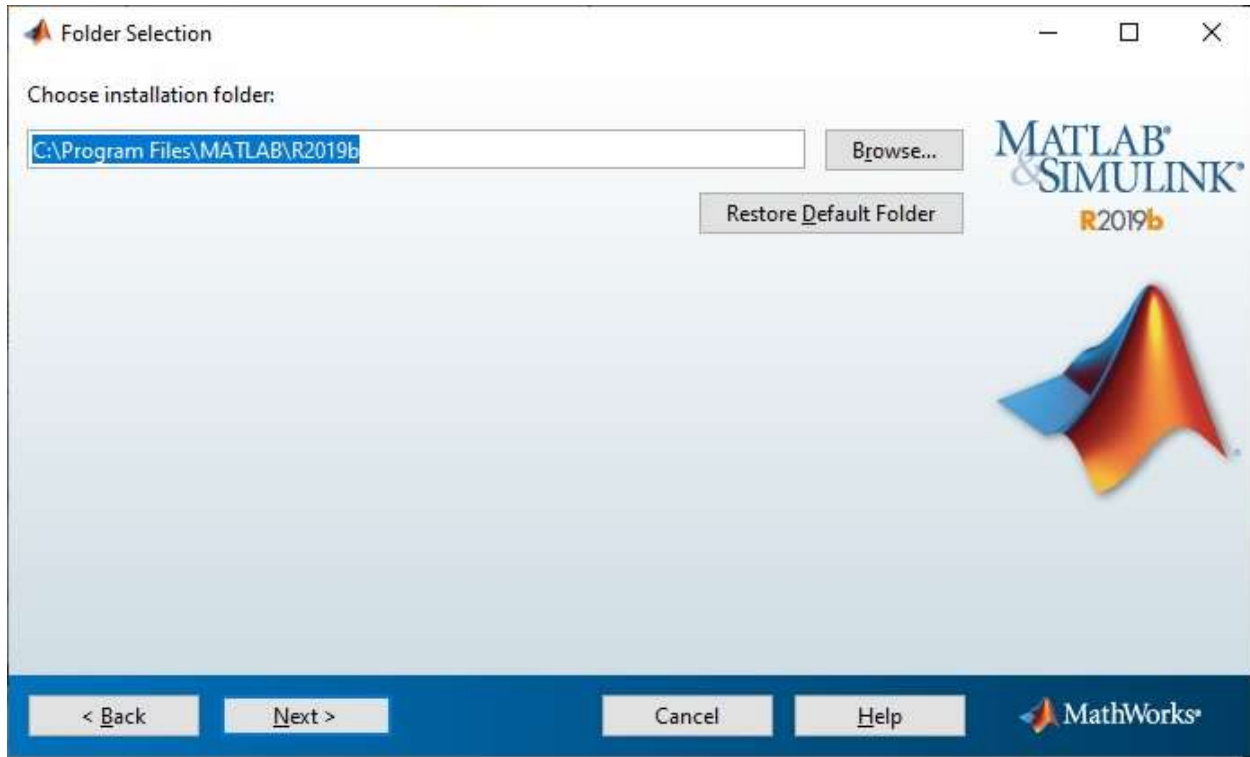 Folder Selection
Choose installation folder:
C:\Program Files\MATLAB\R2019b
Browse...
Restore Default Folder
MATLAB®
&SIMULINK®
R2019b
< Back
Next >
Cancel
Help
MathWorks®